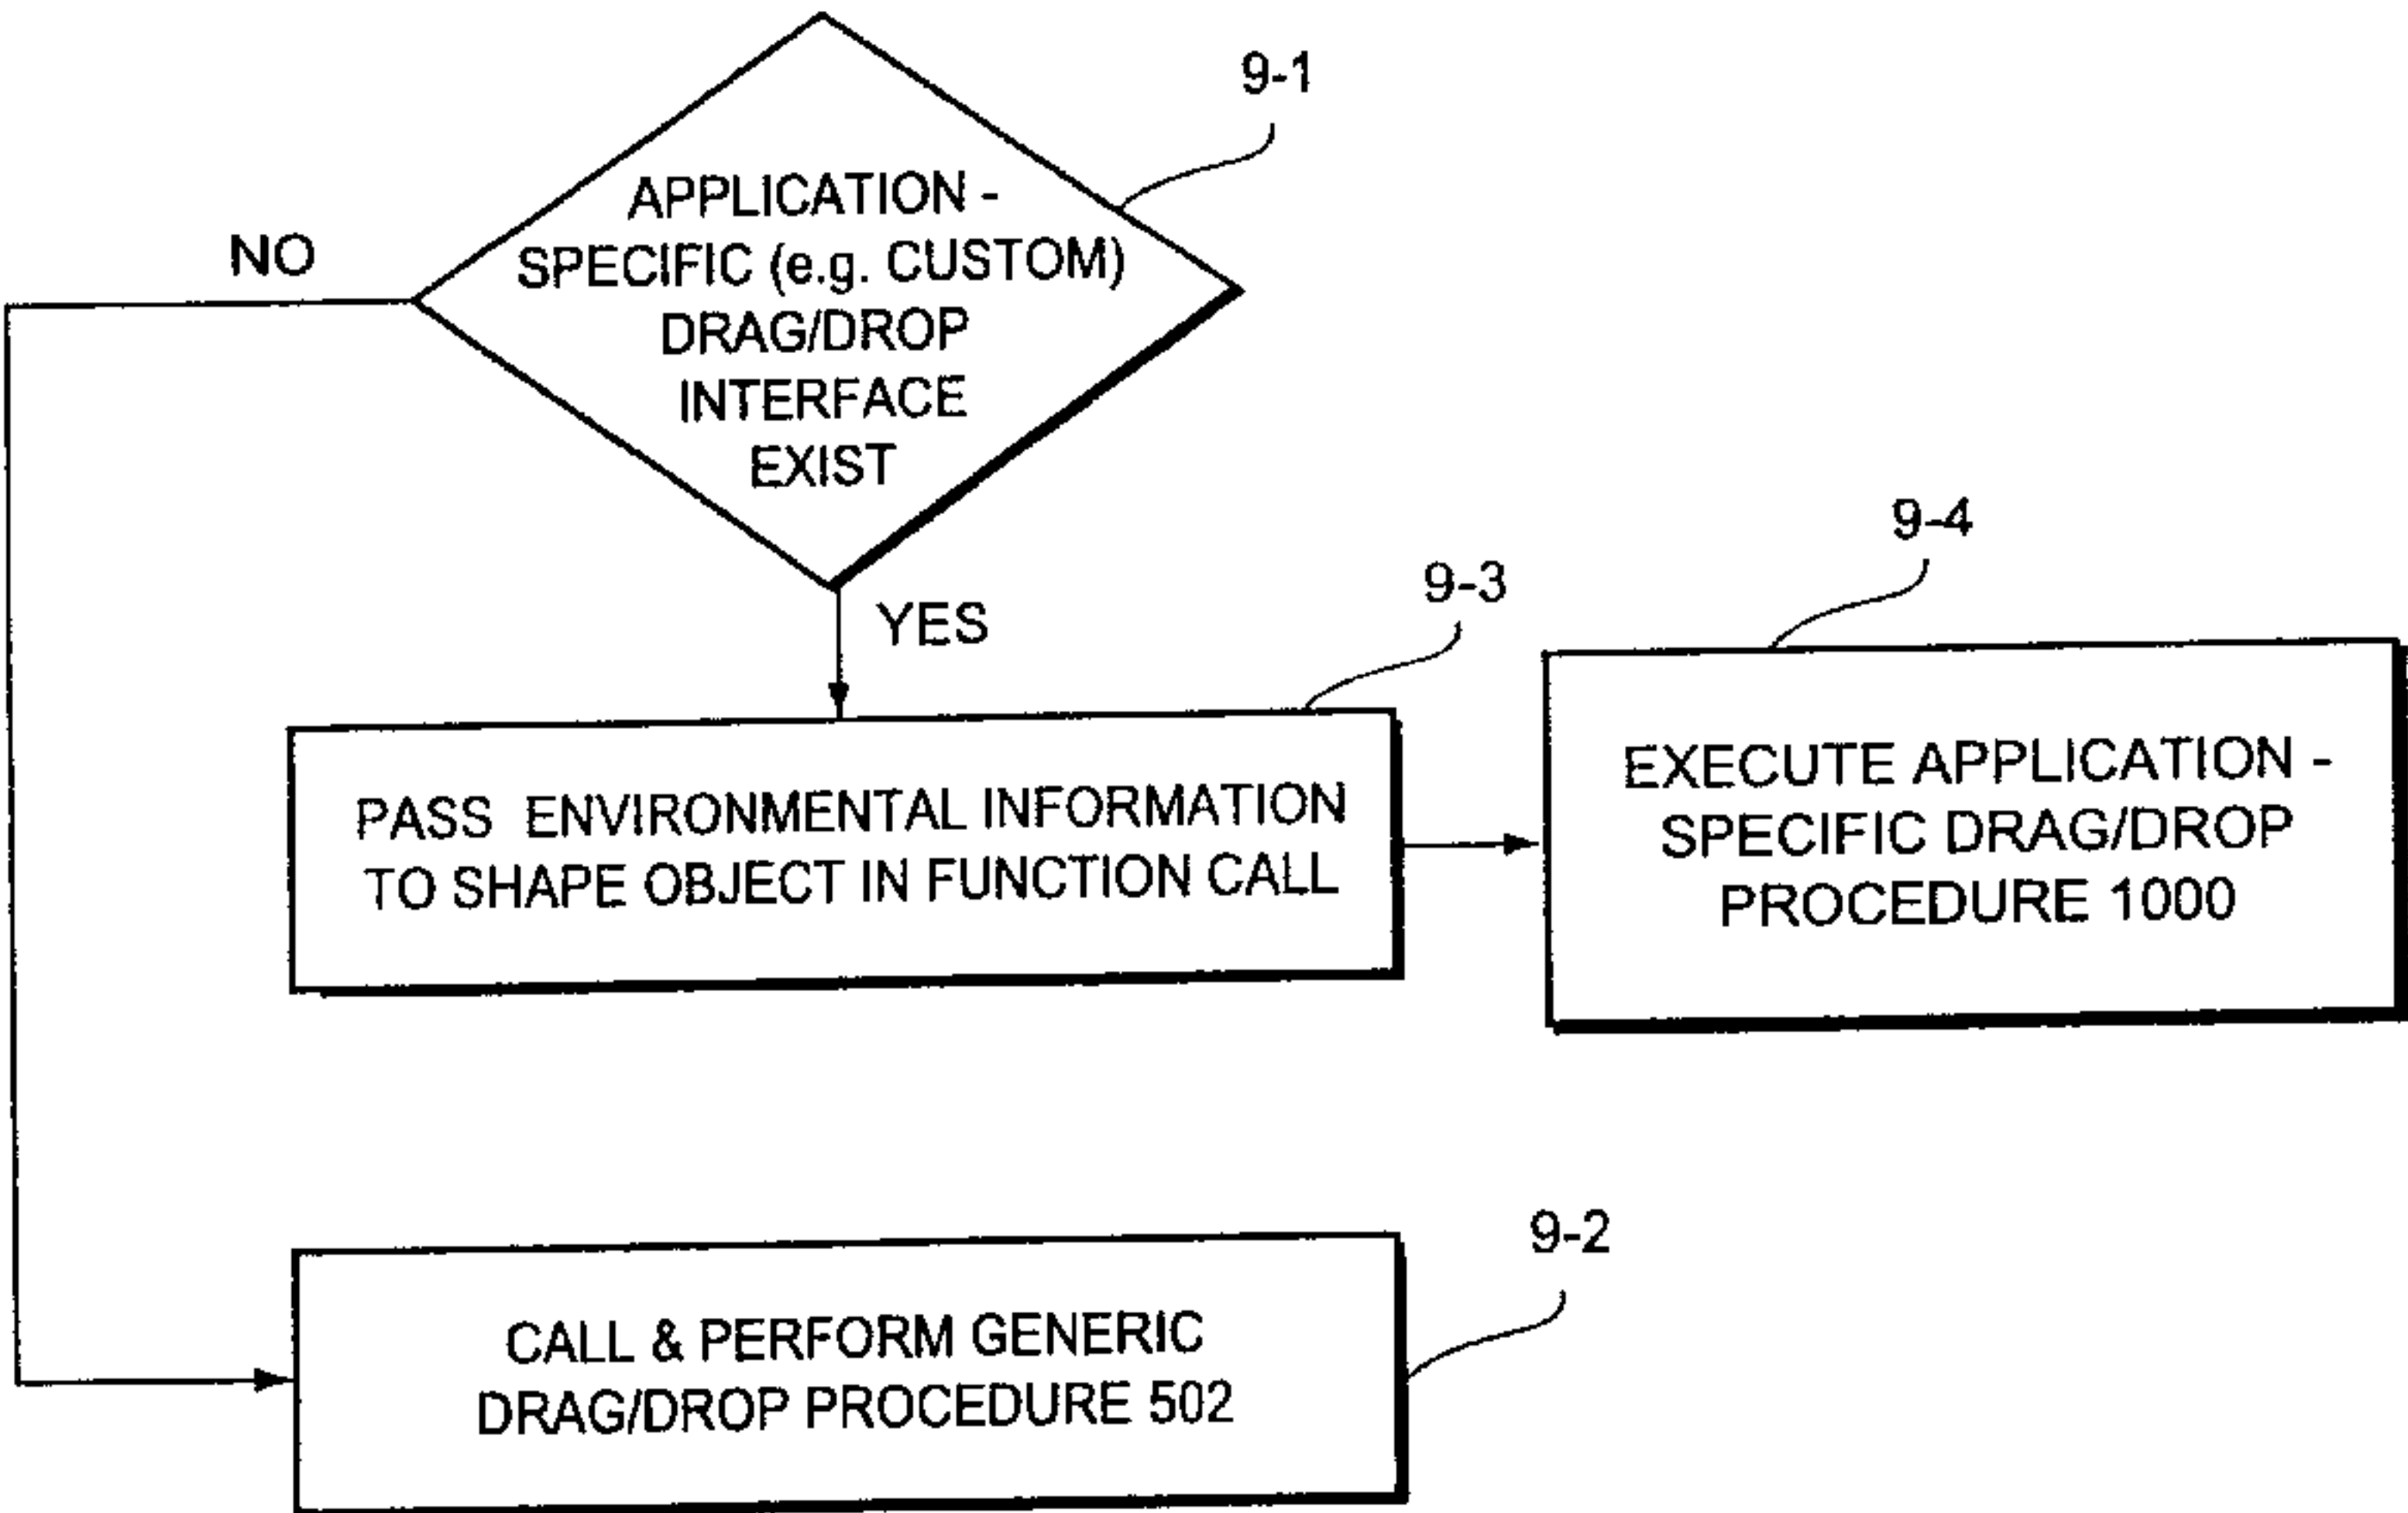 9-1
APPLICATION -
SPECIFIC (e.g. CUSTOM)
DRAG/DROP
INTERFACE
EXIST
NO
YES
9-3
PASS ENVIRONMENTAL INFORMATION
TO SHAPE OBJECT IN FUNCTION CALL
9-4
EXECUTE APPLICATION -
SPECIFIC DRAG/DROP
PROCEDURE 1000
9-2
CALL & PERFORM GENERIC
DRAG/DROP PROCEDURE 502